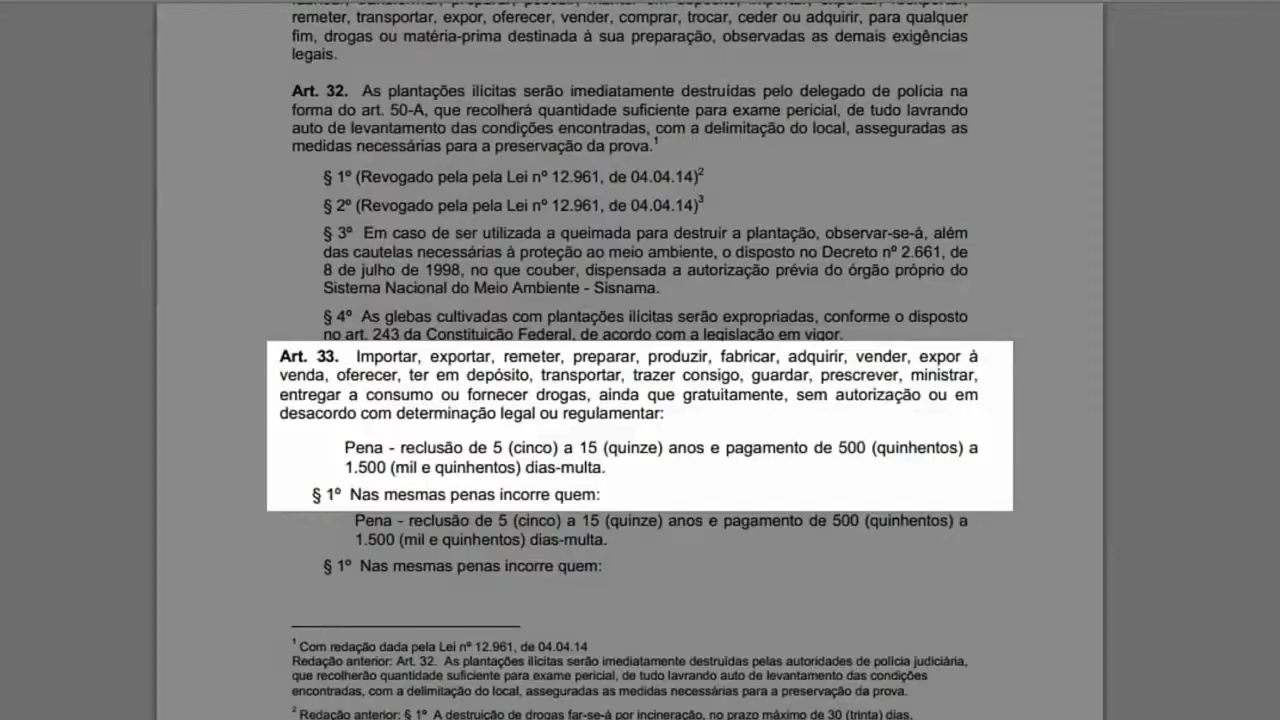 remeter, transportar, expor, oferecer, vender, comprar, trocar, ceder ou adquirir, para qualquer
fim, drogas ou matéria-prima destinada à sua preparação, observadas as demais exigências
legais.
Art. 32. As plantações ilícitas serão imediatamente destruídas pelo delegado de polícia na
forma do art. 50-A, que recolherá quantidade suficiente para exame pericial, de tudo lavrando
auto de levantamento das condições encontradas, com a delimitação do local, asseguradas as
medidas necessárias para a preservação da prova.¹
§ 1º (Revogado pela pela Lei nº 12.961, de 04.04.14)²
§ 2º (Revogado pela pela Lei nº 12.961, de 04.04.14)³
§ 3º Em caso de ser utilizada a queimada para destruir a plantação, observar-se-á, além
das cautelas necessárias à proteção ao meio ambiente, o disposto no Decreto nº 2.661, de
8 de julho de 1998, no que couber, dispensada a autorização prévia do órgão próprio do
Sistema Nacional do Meio Ambiente - Sisnama.
§ 4º As glebas cultivadas com plantações ilícitas serão expropriadas, conforme o disposto
no art. 243 da Constituição Federal, de acordo com a legislação em vigor.
Art. 33. Importar, exportar, remeter, preparar, produzir, fabricar, adquirir, vender, expor à
venda, oferecer, ter em depósito, transportar, trazer consigo, guardar, prescrever, ministrar,
entregar a consumo ou fornecer drogas, ainda que gratuitamente, sem autorização ou em
desacordo com determinação legal ou regulamentar:
Pena - reclusão de 5 (cinco) a 15 (quinze) anos e pagamento de 500 (quinhentos) a
1.500 (mil e quinhentos) dias-multa.
§ 1º Nas mesmas penas incorre quem:
Pena - reclusão de 5 (cinco) a 15 (quinze) anos e pagamento de 500 (quinhentos) a
1.500 (mil e quinhentos) dias-multa.
§ 1º Nas mesmas penas incorre quem:
¹ Com redação dada pela Lei nº 12.961, de 04.04.14
Redação anterior: Art. 32. As plantações ilícitas serão imediatamente destruídas pelas autoridades de polícia judiciária,
que recolherão quantidade suficiente para exame pericial, de tudo lavrando auto de levantamento das condições
encontradas, com a delimitação do local, asseguradas as medidas necessárias para a preservação da prova.
² Redação anterior: § 1º A destruição de drogas far-se-á por incineração, no prazo máximo de 30 (trinta) dias,